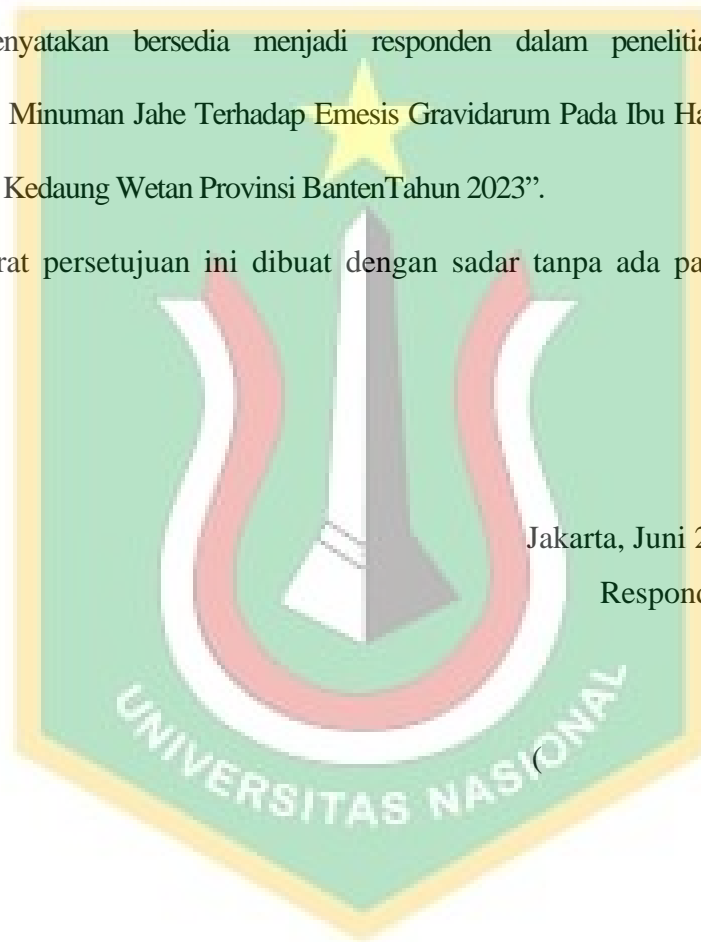 enyatakan bersedia menjadi responden dalam peneliti
Minuman Jahe Terhadap Emesis Gravidarum Pada Ibu Ha
Kedaung Wetan Provinsi BantenTahun 2023”.
rat persetujuan ini dibuat dengan sadar tanpa ada pa
Jakarta, Juni 2
Respond
(
UNIVERSITAS NASIONAL